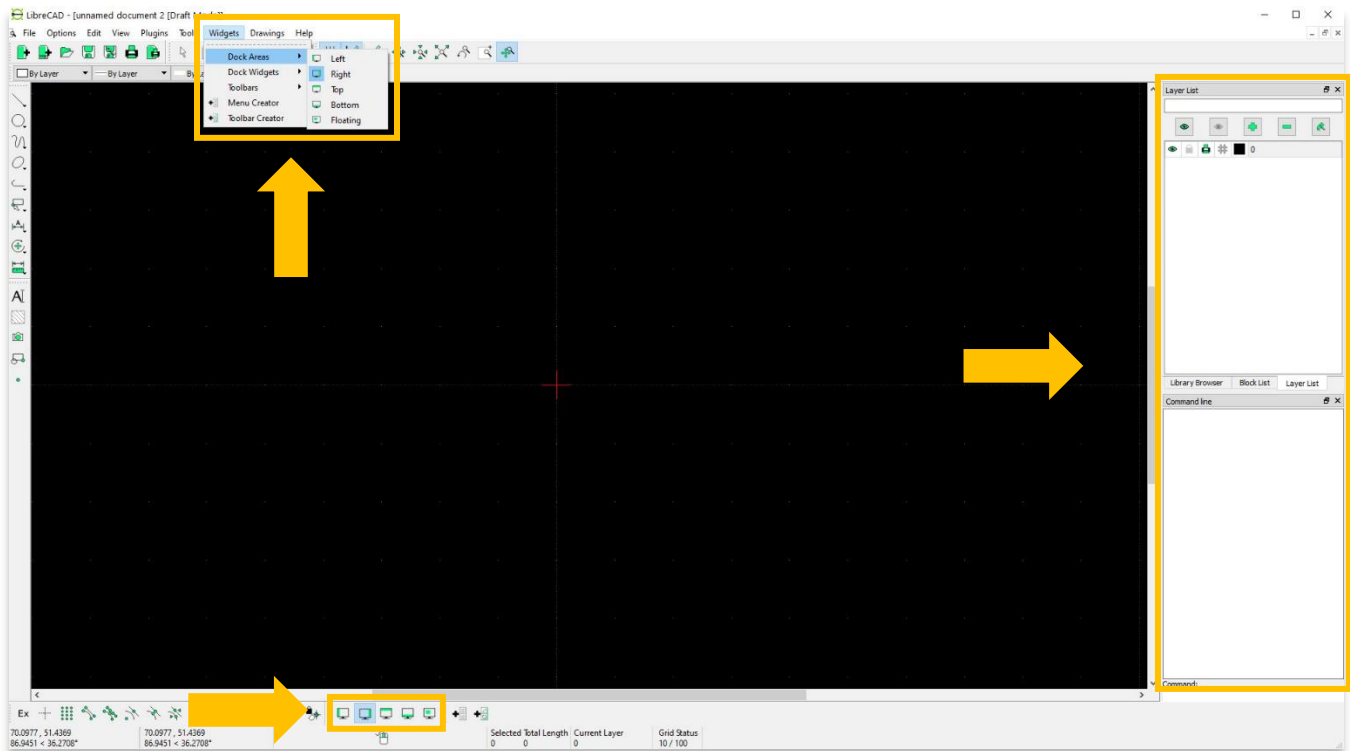 LibreCAD - [unnamed document 2 [Draft Mode]]
File Options Edit View Plugins Tool Widgets Drawings Help
By Layer By Layer
Dock Areas
Dock Widgets
Toolbars
Menu Creator
Toolbar Creator
Left
Right
Top
Bottom
Floating
Layer List
0
Library Browser Block List Layer List
Command line
Command:
Ex
70.0977 , 51.4369
86.9451 < 36.2708°
70.0977 , 51.4369
86.9451 < 36.2708°
Selected Total Length Current Layer Grid Status
0 0 0 10 / 100